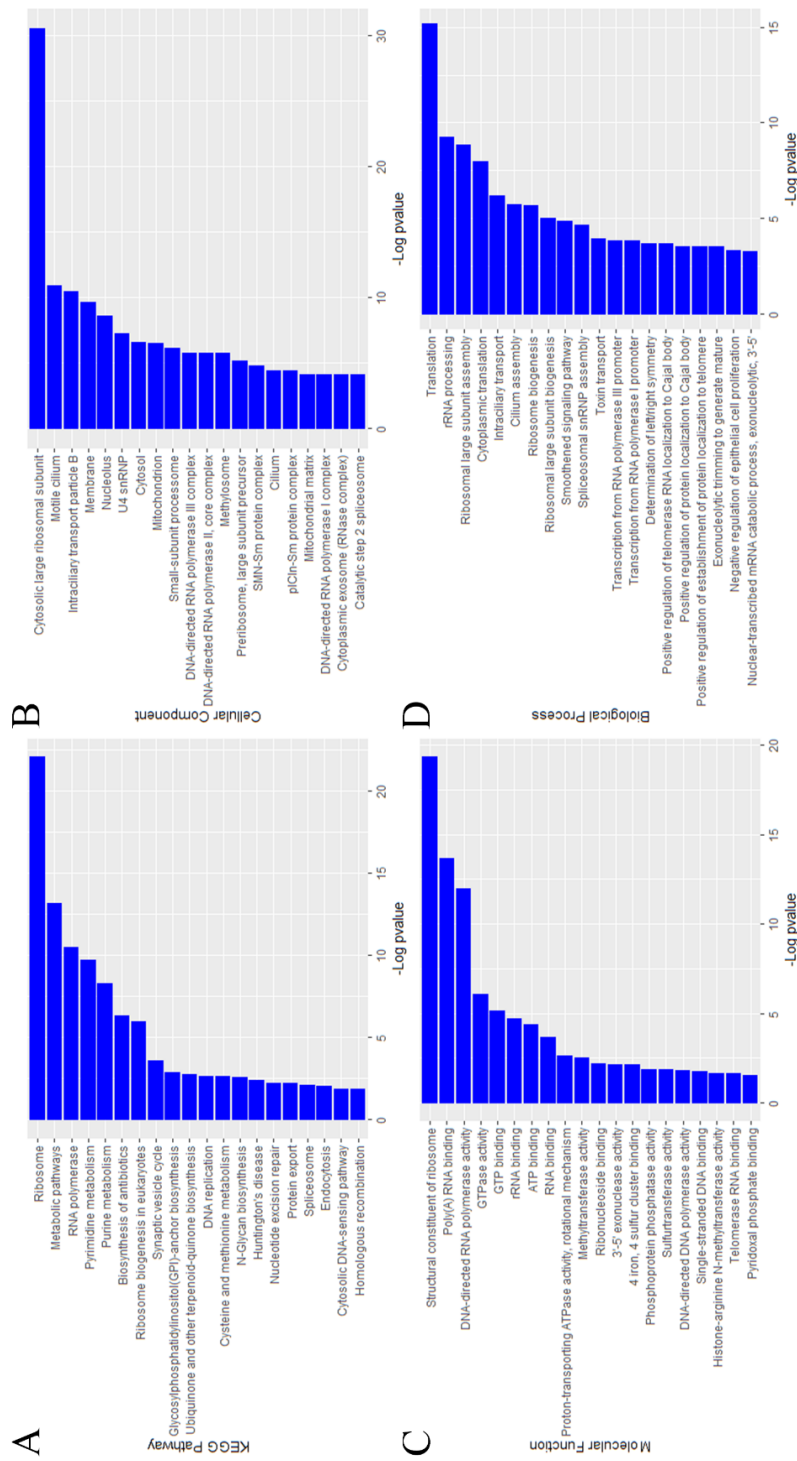 A
KEGG Pathway
Ribosome
Metabolic pathways
RNA polymerase
Pyrimidine metabolism
Purine metabolism
Biosynthesis of antibiotics
Ribosome biogenesis in eukaryotes
Synaptic vesicle cycle
Glycosylphosphatidylinositol(GPI)-anchor biosynthesis
Ubiquinone and other terpenoid-quinone biosynthesis
DNA replication
Cysteine and methionine metabolism
N-Glycan biosynthesis
Huntington's disease
Nucleotide excision repair
Protein export
Spliceosome
Endocytosis
Cytosolic DNA-sensing pathway
Homologous recombination
0 5 10 15 20
-Log pvalue
B
Cellular Component
Cytosolic large ribosomal subunit
Motile cilium
Intraciliary transport particle B
Membrane
Nucleolus
U4 snRNP
Cytosol
Mitochondrion
Small-subunit processome
DNA-directed RNA polymerase III complex
DNA-directed RNA polymerase II, core complex
Methylosome
Preribosome, large subunit precursor
SMN-Sm protein complex
Cilium
pICln-Sm protein complex
Mitochondrial matrix
DNA-directed RNA polymerase I complex
Cytoplasmic exosome (RNase complex)
Catalytic step 2 spliceosome
0 10 20 30
-Log pvalue
C
Molecular Function
Structural constituent of ribosome
Poly(A) RNA binding
DNA-directed RNA polymerase activity
GTPase activity
GTP binding
rRNA binding
ATP binding
RNA binding
Proton-transporting ATPase activity, rotational mechanism
Methyltransferase activity
Ribonucleoside binding
3'-5' exonuclease activity
4 iron, 4 sulfur cluster binding
Phosphoprotein phosphatase activity
Sulfurtransferase activity
DNA-directed DNA polymerase activity
Single-stranded DNA binding
Histone-arginine N-methyltransferase activity
Telomerase RNA binding
Pyridoxal phosphate binding
0 5 10 15 20
-Log pvalue
D
Biological Process
Translation
rRNA processing
Ribosomal large subunit assembly
Cytoplasmic translation
Intraciliary transport
Cilium assembly
Ribosome biogenesis
Ribosomal large subunit biogenesis
Smoothened signaling pathway
Spliceosomal snRNP assembly
Toxin transport
Transcription from RNA polymerase III promoter
Transcription from RNA polymerase I promoter
Determination of leftright symmetry
Positive regulation of telomerase RNA localization to Cajal body
Positive regulation of protein localization to Cajal body
Positive regulation of establishment of protein localization to telomere
Exonucleolytic trimming to generate mature
Negative regulation of epithelial cell proliferation
Nuclear-transcribed mRNA catabolic process, exonucleolytic, 3'-5'
0 5 10 15
-Log pvalue